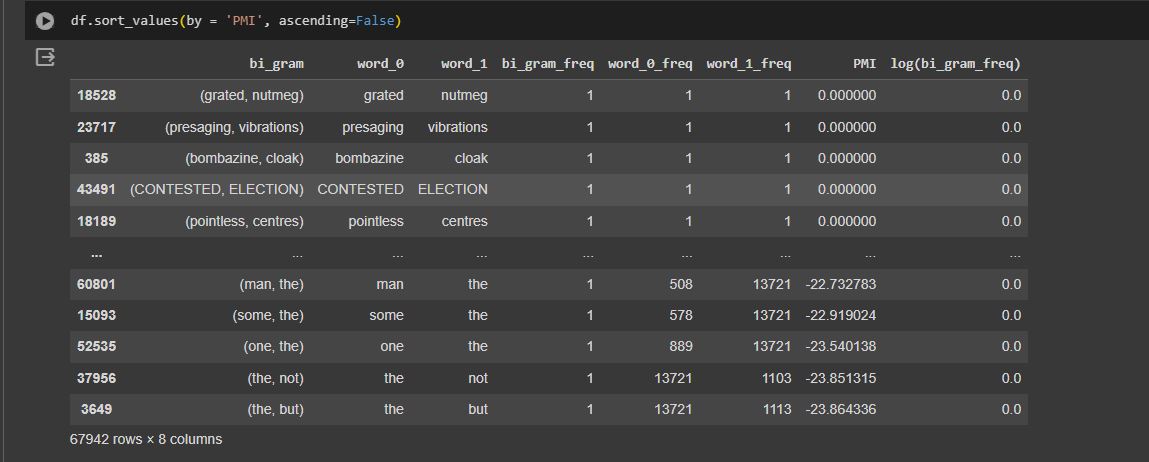 df.sort_values(by = 'PMI', ascending=False)
bi_gram word_0 word_1 bi_gram_freq word_0_freq word_1_freq PMI log(bi_gram_freq)
18528 (grated, nutmeg) grated nutmeg 1 1 1 0.000000 0.0
23717 (presaging, vibrations) presaging vibrations 1 1 1 0.000000 0.0
385 (bombazine, cloak) bombazine cloak 1 1 1 0.000000 0.0
43491 (CONTESTED, ELECTION) CONTESTED ELECTION 1 1 1 0.000000 0.0
18189 (pointless, centres) pointless centres 1 1 1 0.000000 0.0
... ... ... ... ... ... ... ... ...
60801 (man, the) man the 1 508 13721 -22.732783 0.0
15093 (some, the) some the 1 578 13721 -22.919024 0.0
52535 (one, the) one the 1 889 13721 -23.540138 0.0
37956 (the, not) the not 1 13721 1103 -23.851315 0.0
3649 (the, but) the but 1 13721 1113 -23.864336 0.0
67942 rows × 8 columns